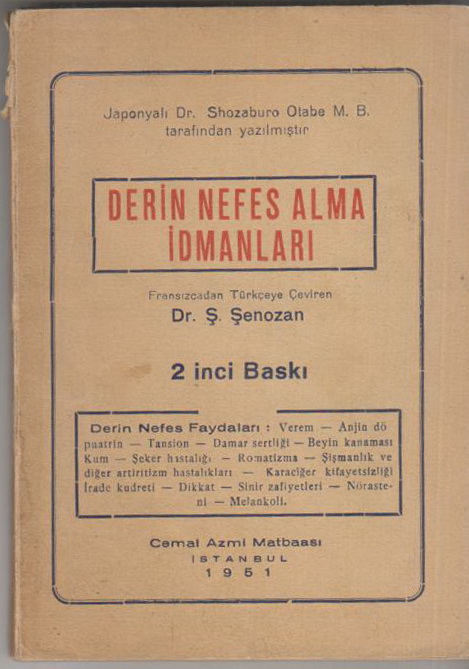 Japonyalı Dr. Shozaburo Otabe M. B.
tarafından yazılmıştır
DERİN NEFES ALMA
İDMANLARI
Fransızcadan Türkçeye Çeviren
Dr. Ş. Şenozan
2 inci Baskı
Derin Nefes Faydaları : Verem — Anjin dö
puatrin — Tansion — Damar sertliği — Beyin kanaması
Kum — Şeker hastalığı — Romatizma — Şişmanlık ve
diğer artiritizm hastalıkları — Karaciğer kifayetsizliği
İrade kudreti — Dikkat — Sinir zafiyetleri — Nöraste-
ni — Melankoli.
Cemal Azmi Matbaası
İSTANBUL
1951